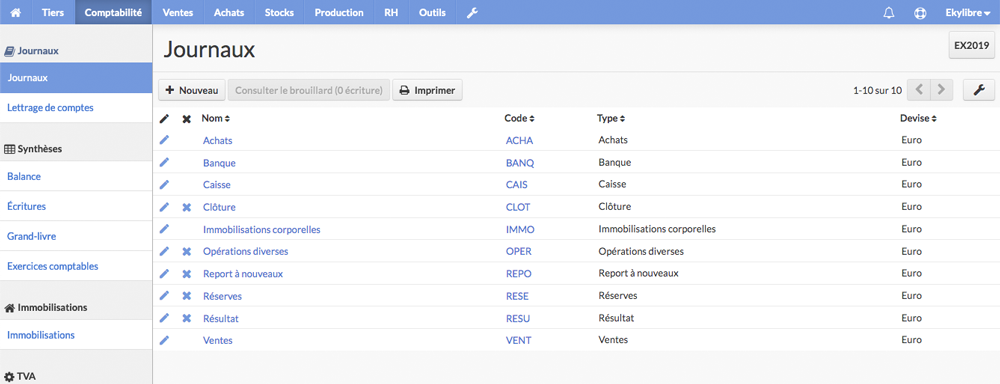 Tiers Comptabilité Ventes Achats Stocks Production RH Outils Ekylibre
Journaux
Journaux
Lettrage de comptes
Synthèses
Balance
Écritures
Grand-livre
Exercices comptables
Immobilisations
Immobilisations
TVA
Journaux EX2019
Nouveau Consulter le brouillard (0 écriture) Imprimer 1-10 sur 10
Nom Code Type Devise
Achats ACHA Achats Euro
Banque BANQ Banque Euro
Caisse CAIS Caisse Euro
Clôture CLOT Clôture Euro
Immobilisations corporelles IMMO Immobilisations corporelles Euro
Opérations diverses OPER Opérations diverses Euro
Report à nouveaux REPO Report à nouveaux Euro
Réserves RESE Réserves Euro
Résultat RESU Résultat Euro
Ventes VENT Ventes Euro